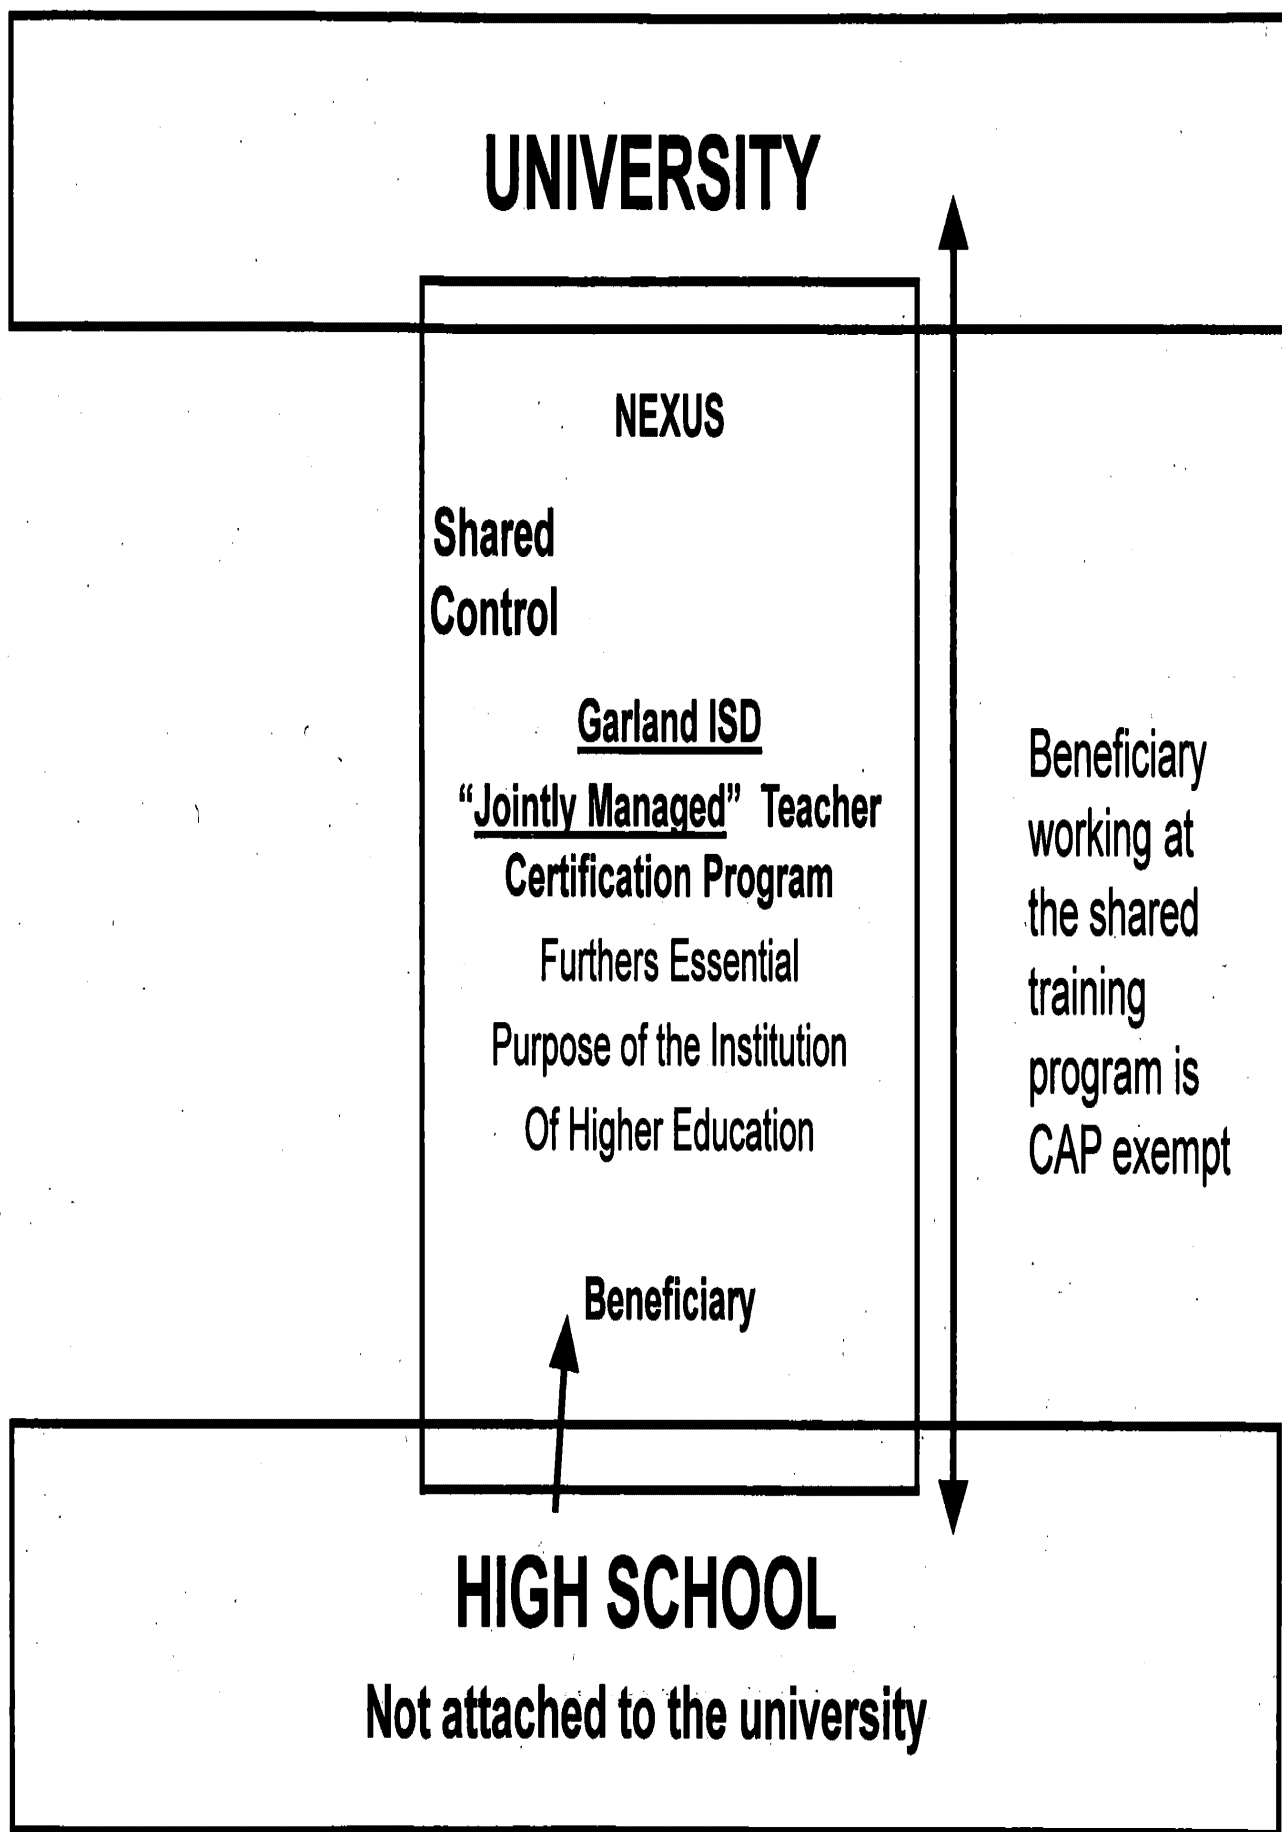 UNIVERSITY
NEXUS
Shared
Control
Garland ISD
“Jointly Managed” Teacher
Certification Program
Furthers Essential
Purpose of the Institution
Of Higher Education
Beneficiary
Beneficiary
working at
the shared
training
program is
CAP exempt
HIGH SCHOOL
Not attached to the university